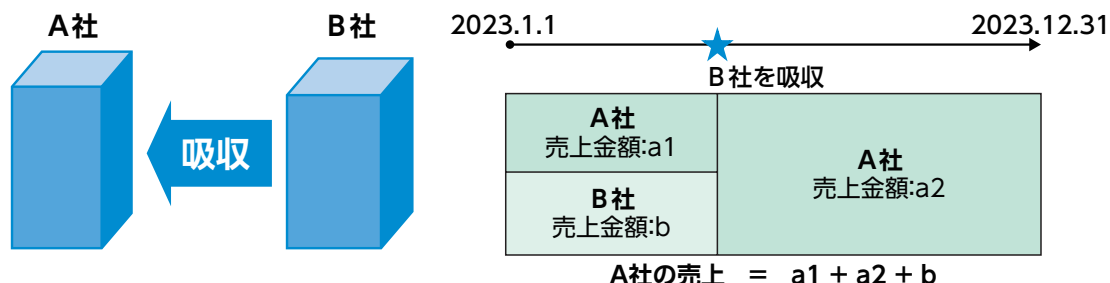 A社
B社
吸収
2023.1.1
2023.12.31
B社を吸収
A社
売上金額:a1
B社
売上金額:b
A社
売上金額:a2
A社の売上 = a1 + a2 + b